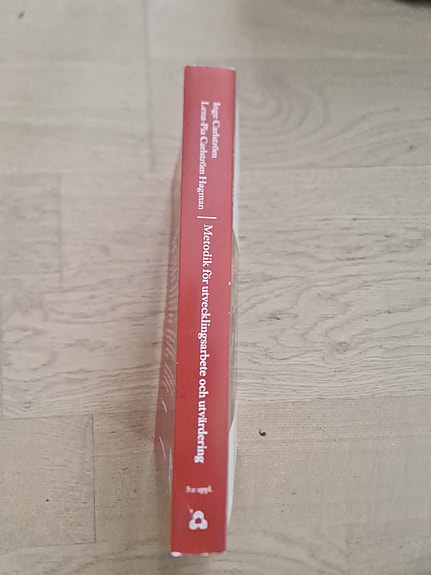 Inge Carlström
Lena-Pia Carlström Hagman
Metodik för utvecklingsarbete och utvärdering
5:e uppl.